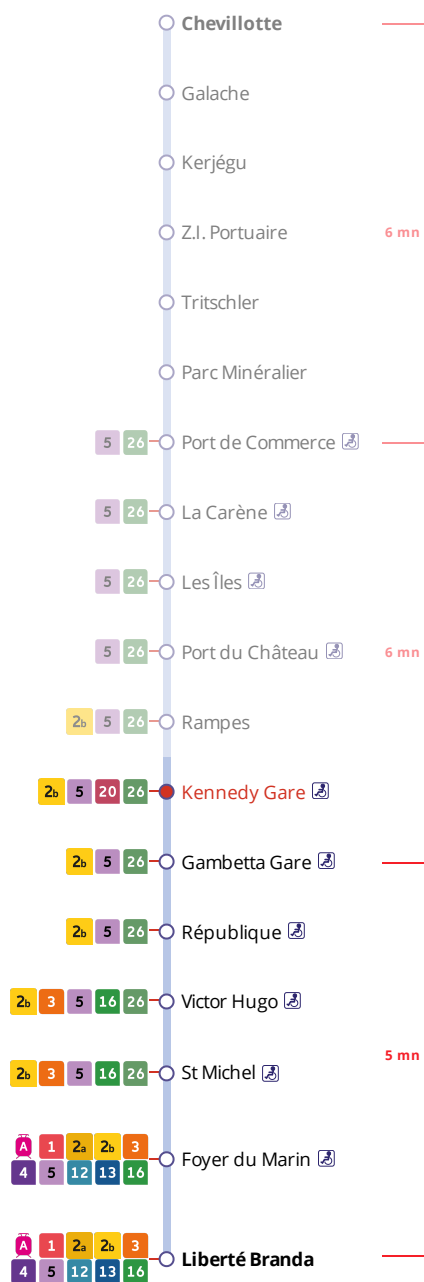 Chevillotte
Galache
Kerjégu
Z.I. Portuaire
6 mn
Tritschler
Parc Minéralier
5 26 Port de Commerce
5 26 La Carène
5 26 Les Îles
5 26 Port du Château
6 mn
2b 5 26 Rampes
2b 5 20 26 Kennedy Gare
2b 5 26 Gambetta Gare
2b 5 26 République
2b 3 5 16 26 Victor Hugo
5 mn
2b 3 5 16 26 St Michel
A 1 2a 2b 3
4 5 12 13 16
Foyer du Marin
A 1 2a 2b 3
4 5 12 13 16
Liberté Branda